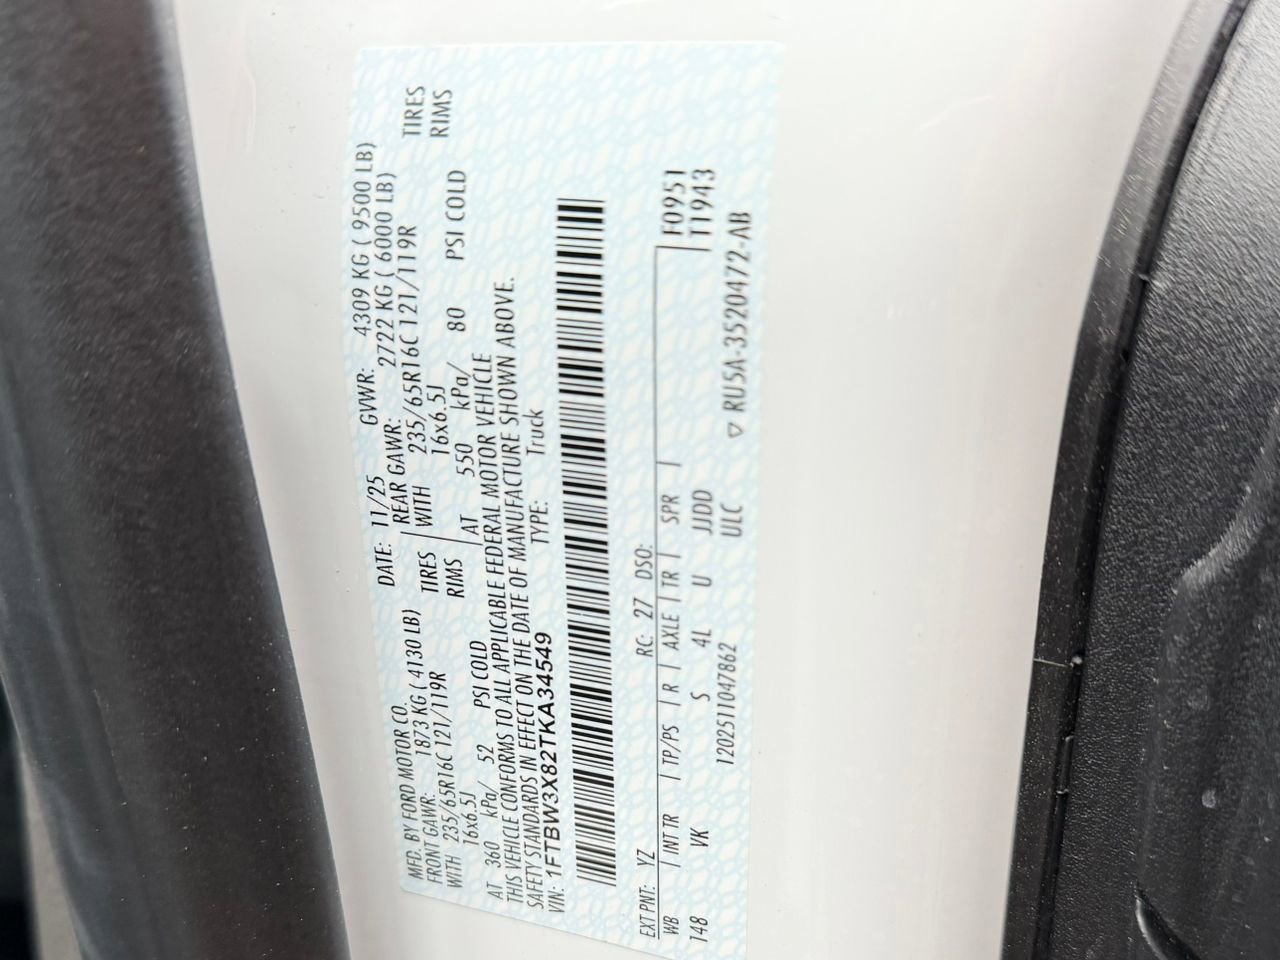 MFD. BY FORD MOTOR CO.
DATE: 11/25 GVWR: 4309 KG ( 9500 LB)
FRONT GAWR: 1873 KG ( 4130 LB) REAR GAWR: 2722 KG ( 6000 LB)
WITH 235/65R16C 121/119R TIRES WITH 235/65R16C 121/119R TIRES
16x6.5J RIMS 16x6.5J RIMS
AT 360 kPa/ 52 PSI COLD AT 550 kPa/ 80 PSI COLD
THIS VEHICLE CONFORMS TO ALL APPLICABLE FEDERAL MOTOR VEHICLE
SAFETY STANDARDS IN EFFECT ON THE DATE OF MANUFACTURE SHOWN ABOVE.
VIN: 1FTBW3X82TKA34549 TYPE: Truck
EXT PNT: YZ RC: 27 DSO: F0951
WB | INT TR | TP/PS | R | AXLE | TR | SPR | T1943
148 VK S 4L U JJDD
120251104786​2 ULC ▽ RU5A-3520472-AB